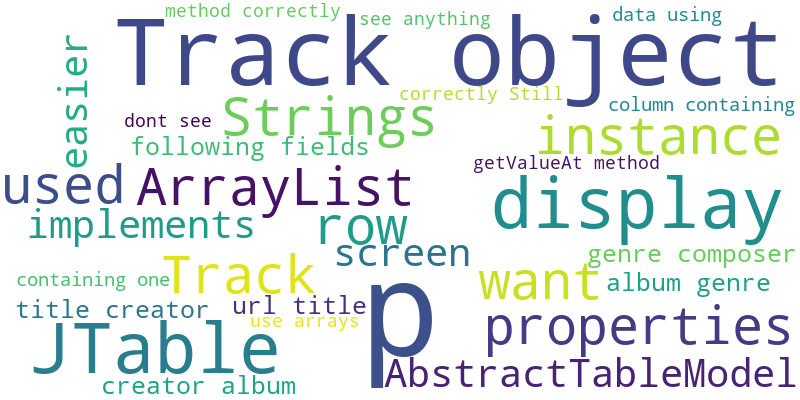 method correctly
see anything
data using
Track object
easier
correctly Still
column containing
dont see
Strings
instance
following fields
getValueAt method
used
ArrayList
display
implements
row
screen
genre composer
containing one
Track
want
album genre
title creator
url title
p
properties
use arrays
JTable
AbstractTableModel
creator album